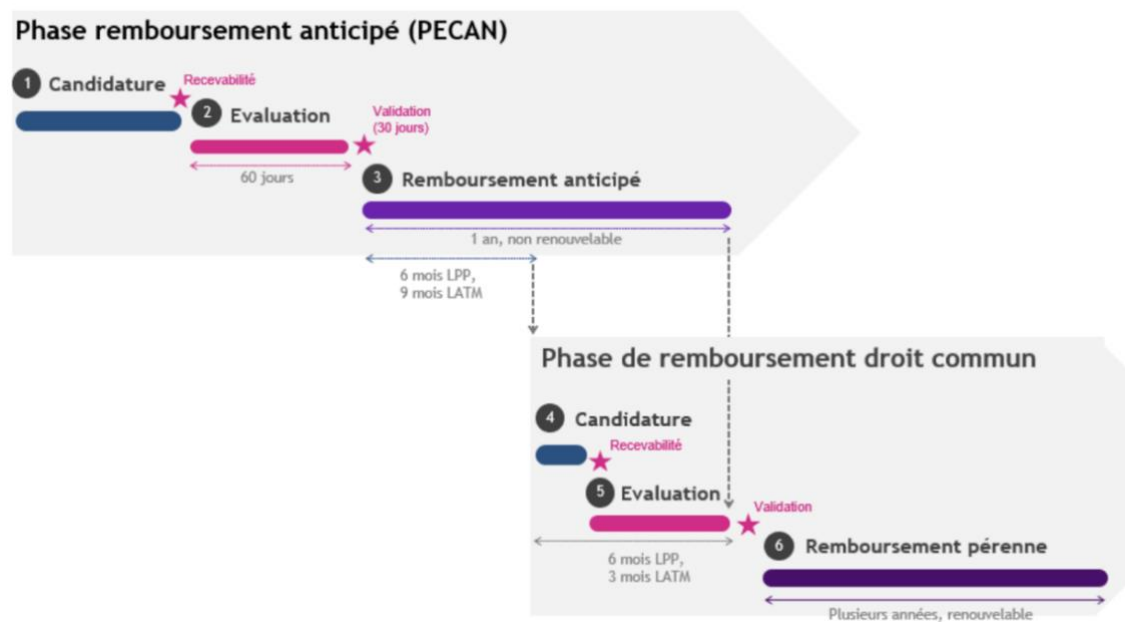 Phase remboursement anticipé (PECAN)
1 Candidature
Recevabilité
2 Evaluation
Validation
(30 jours)
60 jours
3 Remboursement anticipé
1 an, non renouvelable
6 mois LPP,
9 mois LATM
Phase de remboursement droit commun
4 Candidature
Recevabilité
5 Evaluation
Validation
6 mois LPP,
3 mois LATM
6 Remboursement pérenne
Plusieurs années, renouvelable